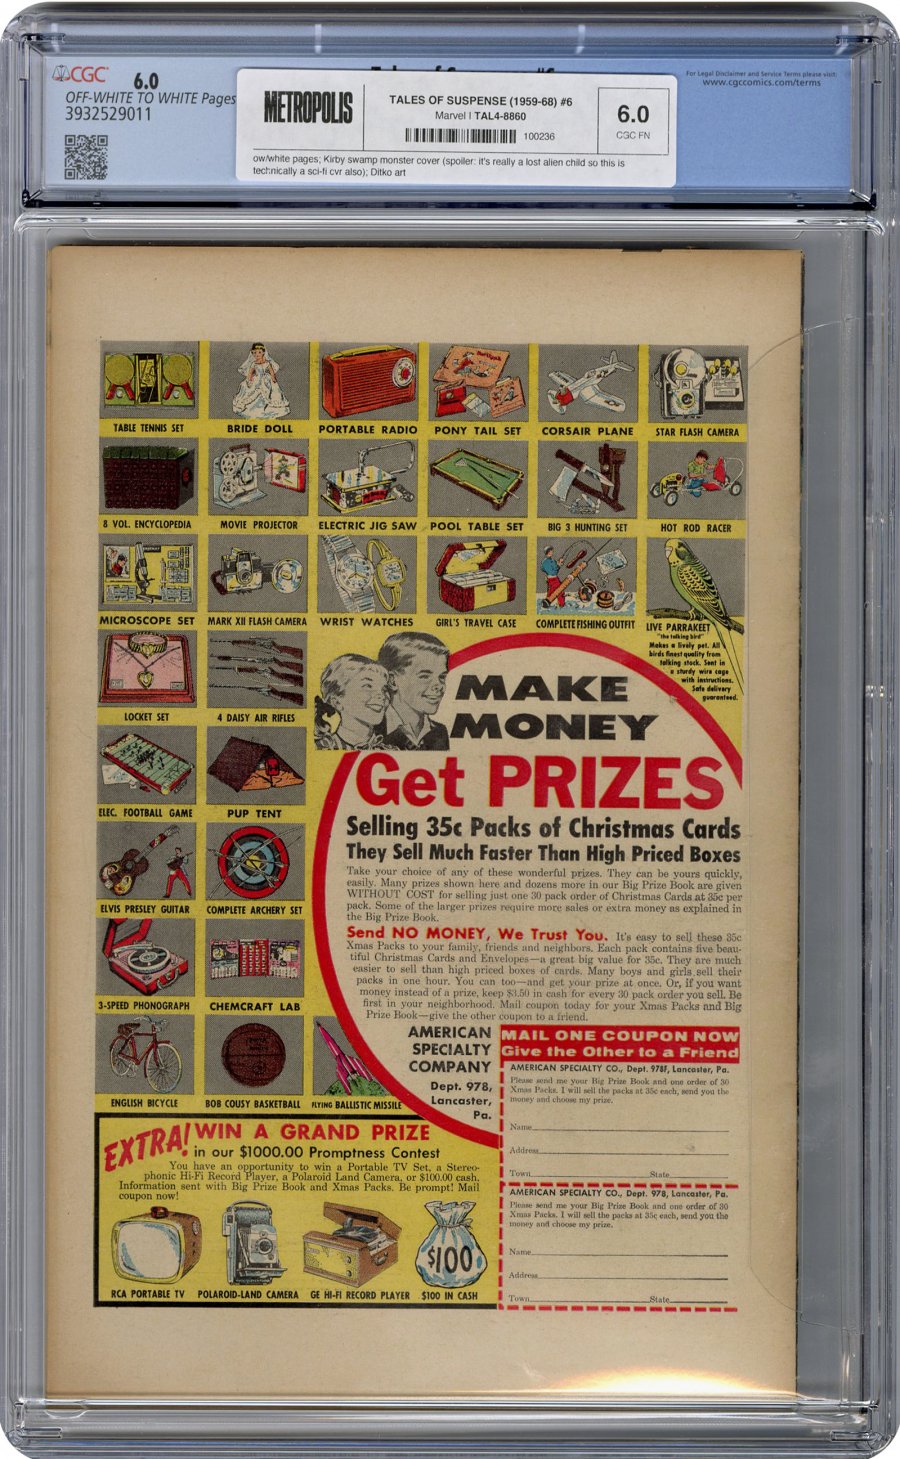 CGC
6.0
OFF-WHITE TO WHITE Pages
3932529011
For Legal Disclaimer and Service Terms please visit:
www.cgccomics.com/terms
METROPOLIS
TALES OF SUSPENSE (1959-68) #6
Marvel | TAL4-8860
100236
6.0
CGC FN
ow/white pages; Kirby swamp monster cover (spoiler: it's really a lost alien child so this is
technically a sci-fi cvr also); Ditko art
TABLE TENNIS SET
BRIDE DOLL
PORTABLE RADIO
PONY TAIL SET
CORSAIR PLANE
STAR FLASH CAMERA
8 VOL. ENCYCLOPEDIA
MOVIE PROJECTOR
ELECTRIC JIG SAW
POOL TABLE SET
BIG 3 HUNTING SET
HOT ROD RACER
MICROSCOPE SET
MARK XII FLASH CAMERA
WRIST WATCHES
GIRL'S TRAVEL CASE
COMPLETE FISHING OUTFIT
LIVE PARRAKEET
"the talking bird"
Makes a lively pet. All
birds finest quality from
talking stock. Sent in
a sturdy wire cage
with instructions.
Safe delivery
guaranteed.
LOCKET SET
4 DAISY AIR RIFLES
ELEC. FOOTBALL GAME
PUP TENT
ELVIS PRESLEY GUITAR
COMPLETE ARCHERY SET
3-SPEED PHONOGRAPH
CHEMCRAFT LAB
ENGLISH BICYCLE
BOB COUSY BASKETBALL
FLYING BALLISTIC MISSILE
MAKE
MONEY
Get PRIZES
Selling 35c Packs of Christmas Cards
They Sell Much Faster Than High Priced Boxes
Take your choice of any of these wonderful prizes. They can be yours quickly,
easily. Many prizes shown here and dozens more in our Big Prize Book are given
WITHOUT COST for selling just one 30 pack order of Christmas Cards at 35c per
pack. Some of the larger prizes require more sales or extra money as explained in
the Big Prize Book.
Send NO MONEY, We Trust You. It's easy to sell these 35c
Xmas Packs to your family, friends and neighbors. Each pack contains five beau-
tiful Christmas Cards and Envelopes—a great big value for 35c. They are much
easier to sell than high priced boxes of cards. Many boys and girls sell their
packs in one hour. You can too—and get your prize at once. Or, if you want
money instead of a prize, keep $3.50 in cash for every 30 pack order you sell. Be
first in your neighborhood. Mail coupon today for your Xmas Packs and Big
Prize Book—give the other coupon to a friend.
AMERICAN
SPECIALTY
COMPANY
Dept. 978,
Lancaster,
Pa.
MAIL ONE COUPON NOW
Give the Other to a Friend
AMERICAN SPECIALTY CO., Dept. 978F, Lancaster, Pa.
Please send me your Big Prize Book and one order of 30
Xmas Packs. I will sell the packs at 35c each, send you the
money and choose my prize.
Name
Address
Town State
AMERICAN SPECIALTY CO., Dept. 978, Lancaster, Pa.
Please send me your Big Prize Book and one order of 30
Xmas Packs. I will sell the packs at 35c each, send you the
money and choose my prize.
Name
Address
Town State
EXTRA! WIN A GRAND PRIZE
in our $1000.00 Promptness Contest
You have an opportunity to win a Portable TV Set, a Stereo-
phonic Hi-Fi Record Player, a Polaroid Land Camera, or $100.00 cash.
Information sent with Big Prize Book and Xmas Packs. Be prompt! Mail
coupon now!
$100
RCA PORTABLE TV
POLAROID-LAND CAMERA
GE HI-FI RECORD PLAYER
$100 IN CASH